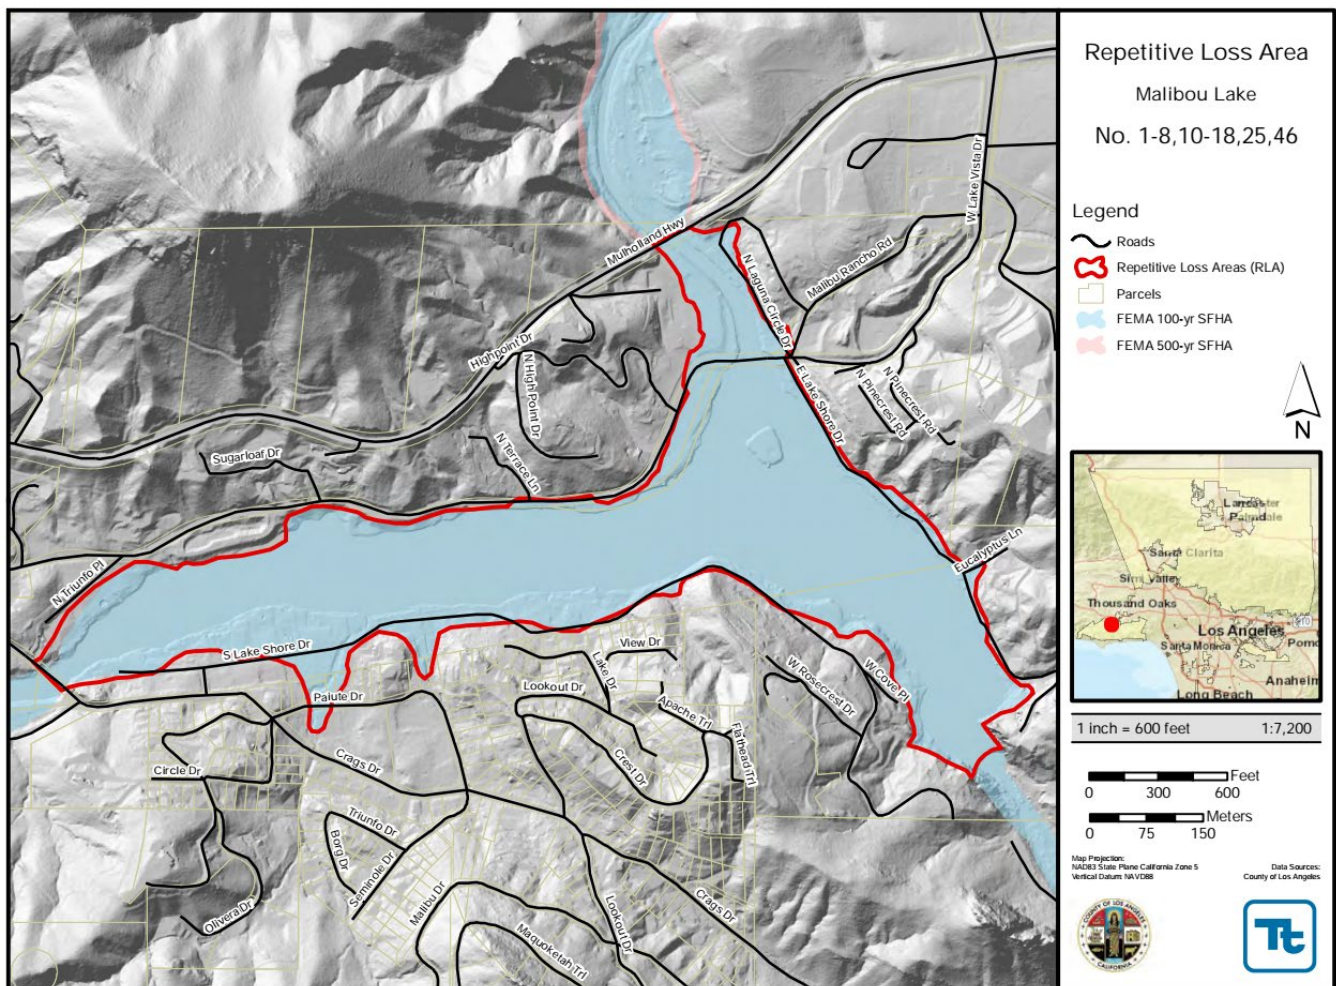 Repetitive Loss Area
Malibou Lake
No. 1-8,10-18,25,46
Legend
Roads
Repetitive Loss Areas (RLA)
Parcels
FEMA 100-yr SFHA
FEMA 500-yr SFHA
N
Lancaster
Palmdale
Santa Clarita
Simi Valley
Thousand Oaks
Los Angeles
Santa Monica
Long Beach
Anaheim
1 inch = 600 feet 1:7,200
Feet
0 300 600
Meters
0 75 150
Map Projection:
NAD83 State Plane California Zone 5
Vertical Datum: NAVD88
Data Sources:
County of Los Angeles
COUNTY OF LOS ANGELES
CALIFORNIA
Tt
Mulholland Hwy
W Lake Vista Dr
N Laguna Circle Dr
Malibu Rancho Rd
Highpoint Dr
N High Point Dr
E Lake Shore Dr
N Pinecrest Rd
N Pinecrest Rd
Sugarloaf Dr
N Terrace Ln
Eucalyptus Ln
N Triunfo Pl
S Lake Shore Dr
View Dr
Lake Dr
Lookout Dr
Paiute Dr
W Rosecrest Dr
W Cove Pl
Apache Trl
Flathead Trl
Crest Dr
Crags Dr
Circle Dr
Triunfo Dr
Borg Dr
Seminole Dr
Malibu Dr
Olivera Dr
Lookout Dr
Crags Dr
Maquoketah Trl